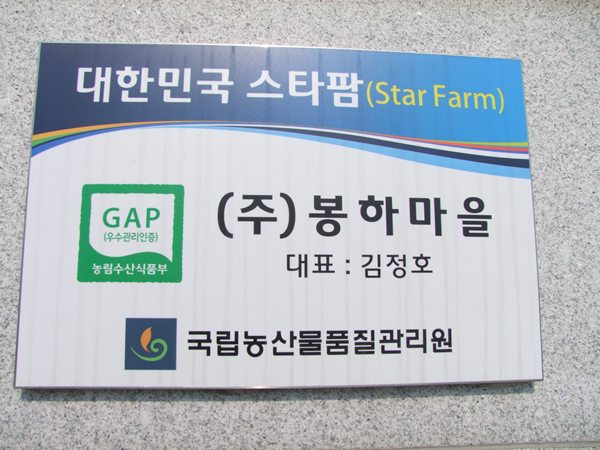 대한민국 스타팜(Star Farm)
GAP
(우수관리인증)
농림수산식품부
(주)봉하마을
대표 : 김정호
국립농산물품질관리원